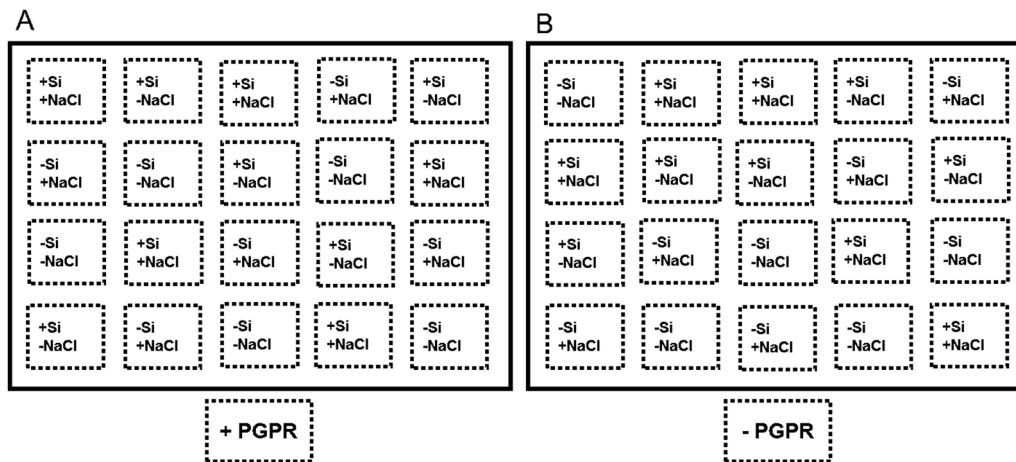 A
+Si
+NaCl
+Si
-NaCl
+Si
+NaCl
-Si
+NaCl
+Si
-NaCl
-Si
+NaCl
-Si
-NaCl
+Si
-NaCl
-Si
-NaCl
+Si
+NaCl
-Si
-NaCl
+Si
+NaCl
-Si
+NaCl
+Si
-NaCl
-Si
+NaCl
+Si
-NaCl
-Si
+NaCl
-Si
-NaCl
+Si
+NaCl
-Si
-NaCl
+ PGPR
B
-Si
-NaCl
+Si
+NaCl
+Si
+NaCl
+Si
-NaCl
-Si
+NaCl
+Si
+NaCl
+Si
-NaCl
+Si
-NaCl
-Si
+NaCl
+Si
-NaCl
+Si
-NaCl
-Si
+NaCl
-Si
-NaCl
+Si
+NaCl
-Si
-NaCl
-Si
+NaCl
-Si
-NaCl
-Si
+NaCl
-Si
-NaCl
+Si
+NaCl
- PGPR